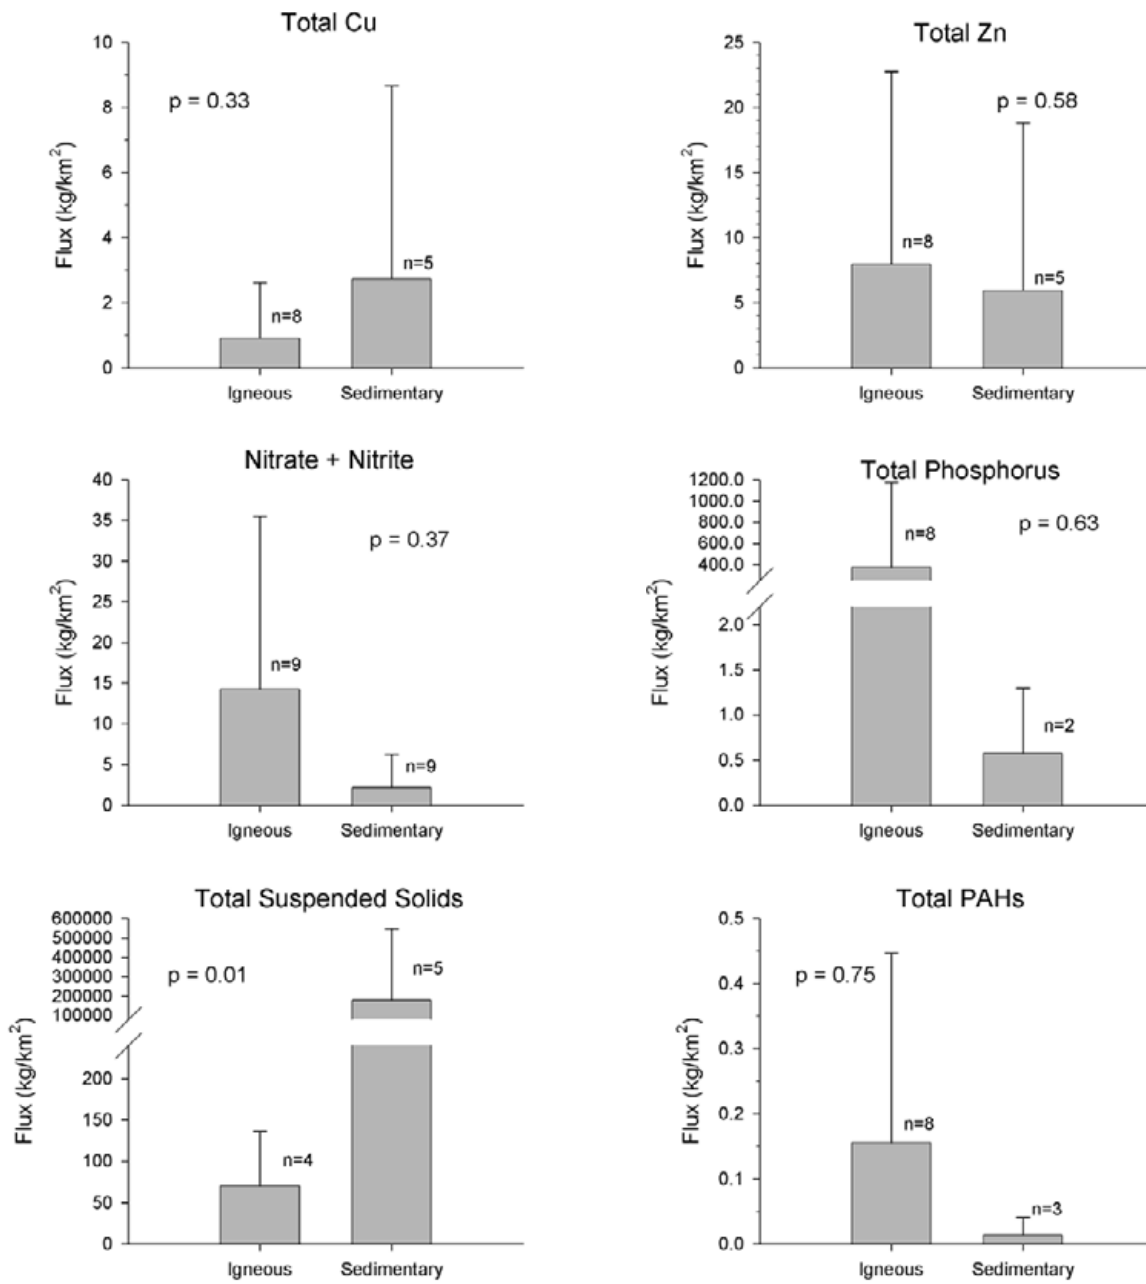 Total Cu
10
8
6
4
2
0
Flux (kg/km²)
p = 0.33
n=8
n=5
Igneous
Sedimentary
Total Zn
25
20
15
10
5
0
Flux (kg/km²)
p = 0.58
n=8
n=5
Igneous
Sedimentary
Nitrate + Nitrite
40
35
30
25
20
15
10
5
0
Flux (kg/km²)
p = 0.37
n=9
n=9
Igneous
Sedimentary
Total Phosphorus
1200.0
1000.0
800.0
600.0
400.0
2.0
1.5
1.0
0.5
0.0
Flux (kg/km²)
p = 0.63
n=8
n=2
Igneous
Sedimentary
Total Suspended Solids
600000
500000
400000
300000
200000
100000
200
150
100
50
0
Flux (kg/km²)
p = 0.01
n=4
n=5
Igneous
Sedimentary
Total PAHs
0.5
0.4
0.3
0.2
0.1
0.0
Flux (kg/km²)
p = 0.75
n=8
n=3
Igneous
Sedimentary